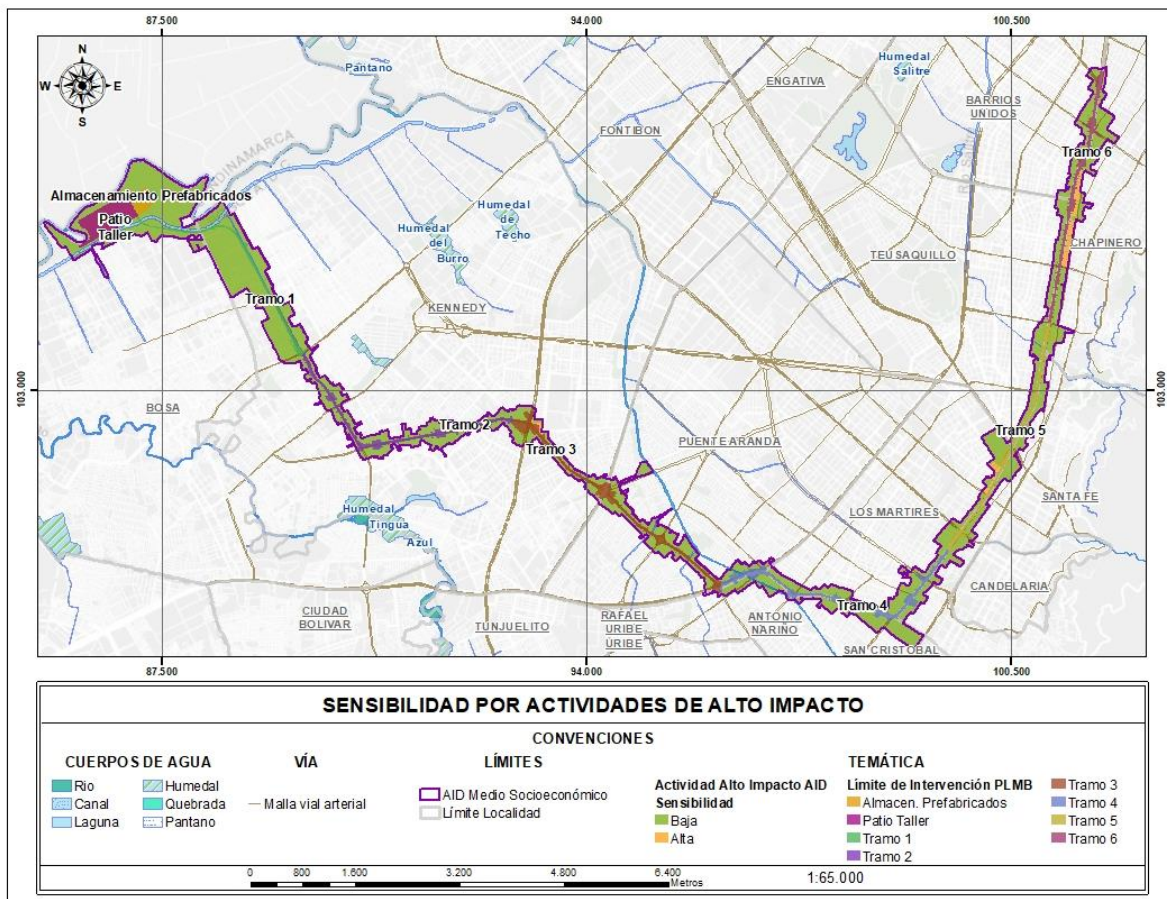 87.500 94.000 100.500
N
W E
S
Pantano
ENGATIVA
Humedal
Salitre
BARRIOS
UNIDOS
FONTIBON
Tramo 6
Almacenamiento Prefabricados
Patio
Taller
Humedal
de
Techo
Humedal
del
Burro
CHAPINERO
TEUSAQUILLO
Tramo 1
KENNEDY
103.000 103.000
BOSA
Tramo 2
Tramo 3
PUENTE ARANDA
Tramo 5
SANTA FE
LOS MARTIRES
Humedal
Tingua
Azul
CANDELARIA
CIUDAD
BOLIVAR
TUNJUELITO
RAFAEL
URIBE
URIBE
ANTONIO
NARIÑO
Tramo 4
SAN CRISTOBAL
87.500 94.000 100.500
SENSIBILIDAD POR ACTIVIDADES DE ALTO IMPACTO
CONVENCIONES
CUERPOS DE AGUA
Rio
Canal
Laguna
Humedal
Quebrada
Pantano
VÍA
Malla vial arterial
LÍMITES
AID Medio Socioeconómico
Límite Localidad
TEMÁTICA
Actividad Alto Impacto AID
Sensibilidad
Baja
Alta
Límite de Intervención PLMB
Almacen. Prefabricados
Patio Taller
Tramo 1
Tramo 2
Tramo 3
Tramo 4
Tramo 5
Tramo 6
0 800 1.600 3.200 4.800 6.400
Metros
1:65.000